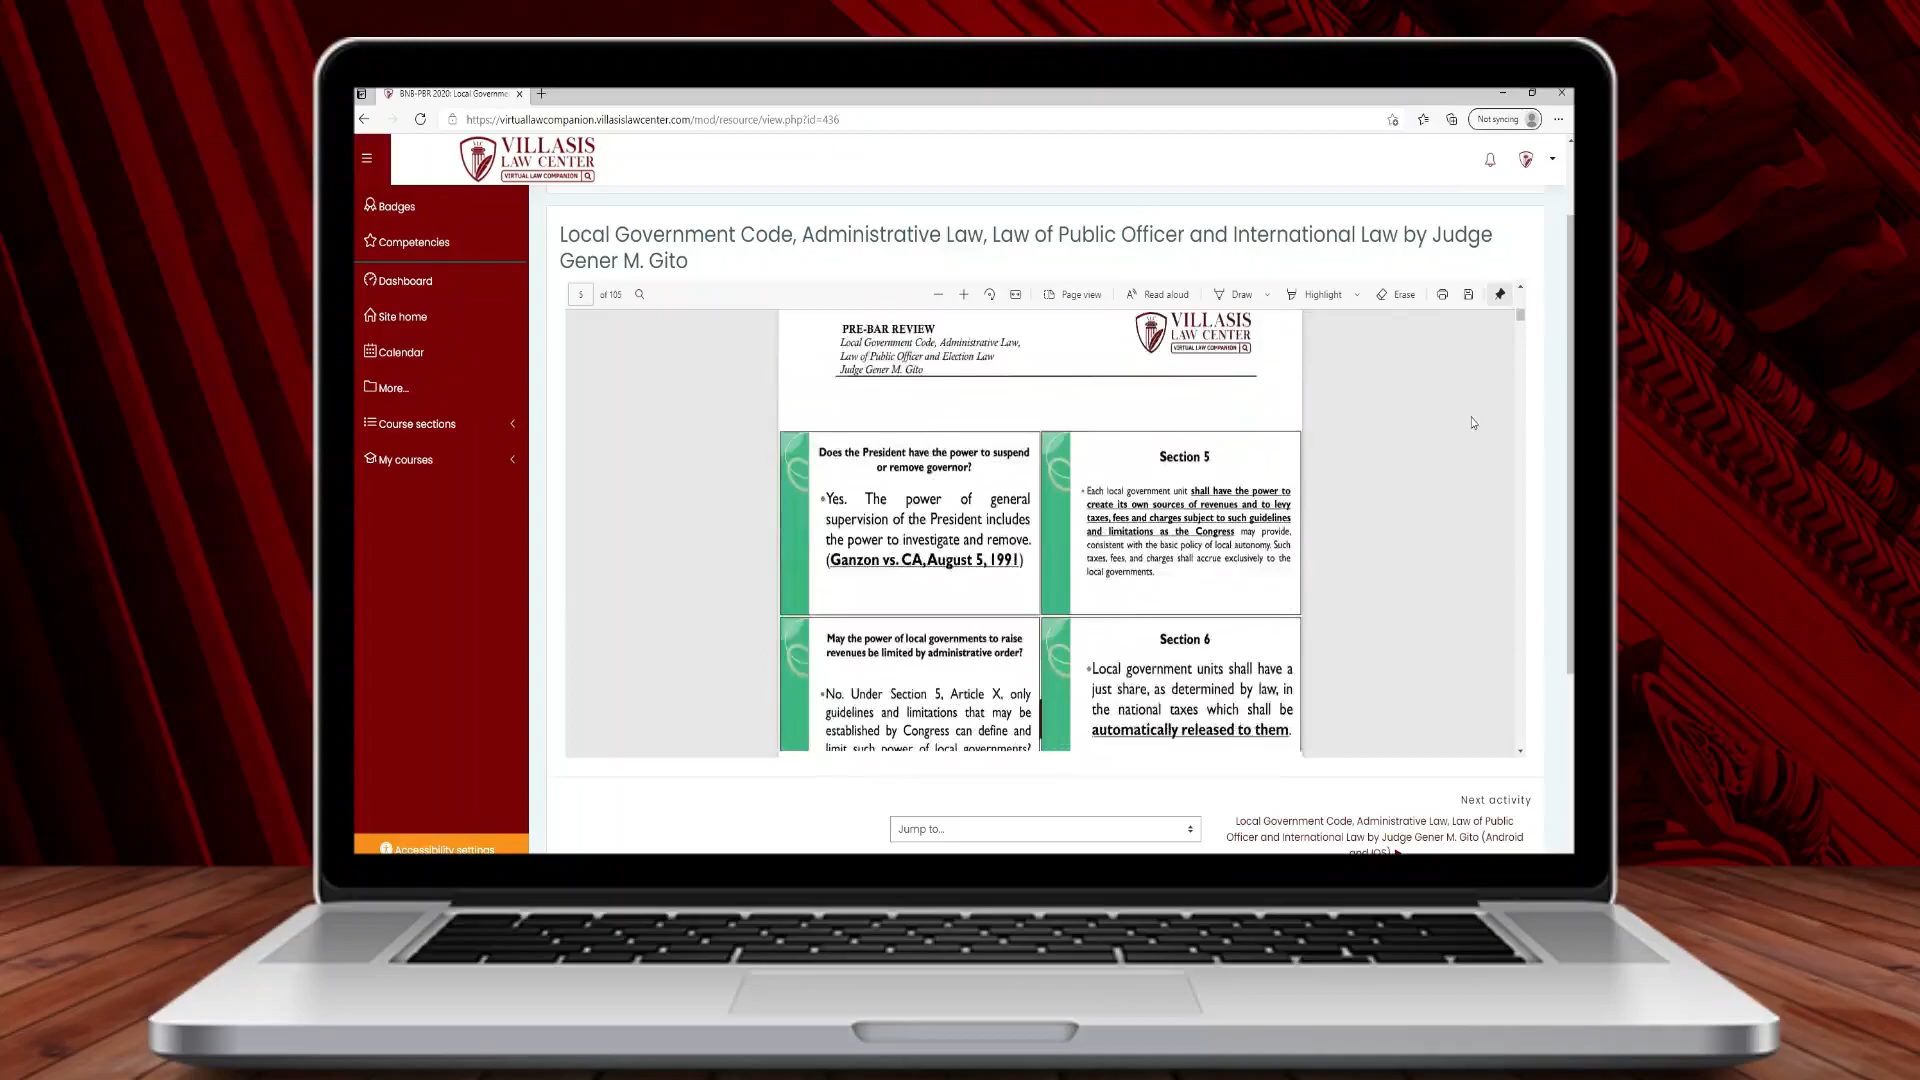 BNB-PBR 2020: Local Governme
https://virtuallawcompanion.villasislawcenter.com/mod/resource/view.php?id=436
Not syncing
VILLASIS
LAW CENTER
VIRTUAL LAW COMPANION
Badges
Competencies
Dashboard
Site home
Calendar
More...
Course sections
My courses
Accessibility settings
Local Government Code, Administrative Law, Law of Public Officer and International Law by Judge
Gener M. Gito
5 of 105
Page view
Read aloud
Draw
Highlight
Erase
PRE-BAR REVIEW
Local Government Code, Administrative Law,
Law of Public Officer and Election Law
Judge Gener M. Gito
VILLASIS
LAW CENTER
VIRTUAL LAW COMPANION
Does the President have the power to suspend
or remove governor?
•Yes. The power of general
supervision of the President includes
the power to investigate and remove.
(Ganzon vs. CA, August 5, 1991)
Section 5
• Each local government unit shall have the power to
create its own sources of revenues and to levy
taxes, fees and charges subject to such guidelines
and limitations as the Congress may provide,
consistent with the basic policy of local autonomy. Such
taxes, fees, and charges shall accrue exclusively to the
local governments.
May the power of local governments to raise
revenues be limited by administrative order?
•No. Under Section 5, Article X, only
guidelines and limitations that may be
established by Congress can define and
limit such power of local governments?
Section 6
•Local government units shall have a
just share, as determined by law, in
the national taxes which shall be
automatically released to them.
Next activity
Jump to...
Local Government Code, Administrative Law, Law of Public
Officer and International Law by Judge Gener M. Gito (Android
and IOS) ►